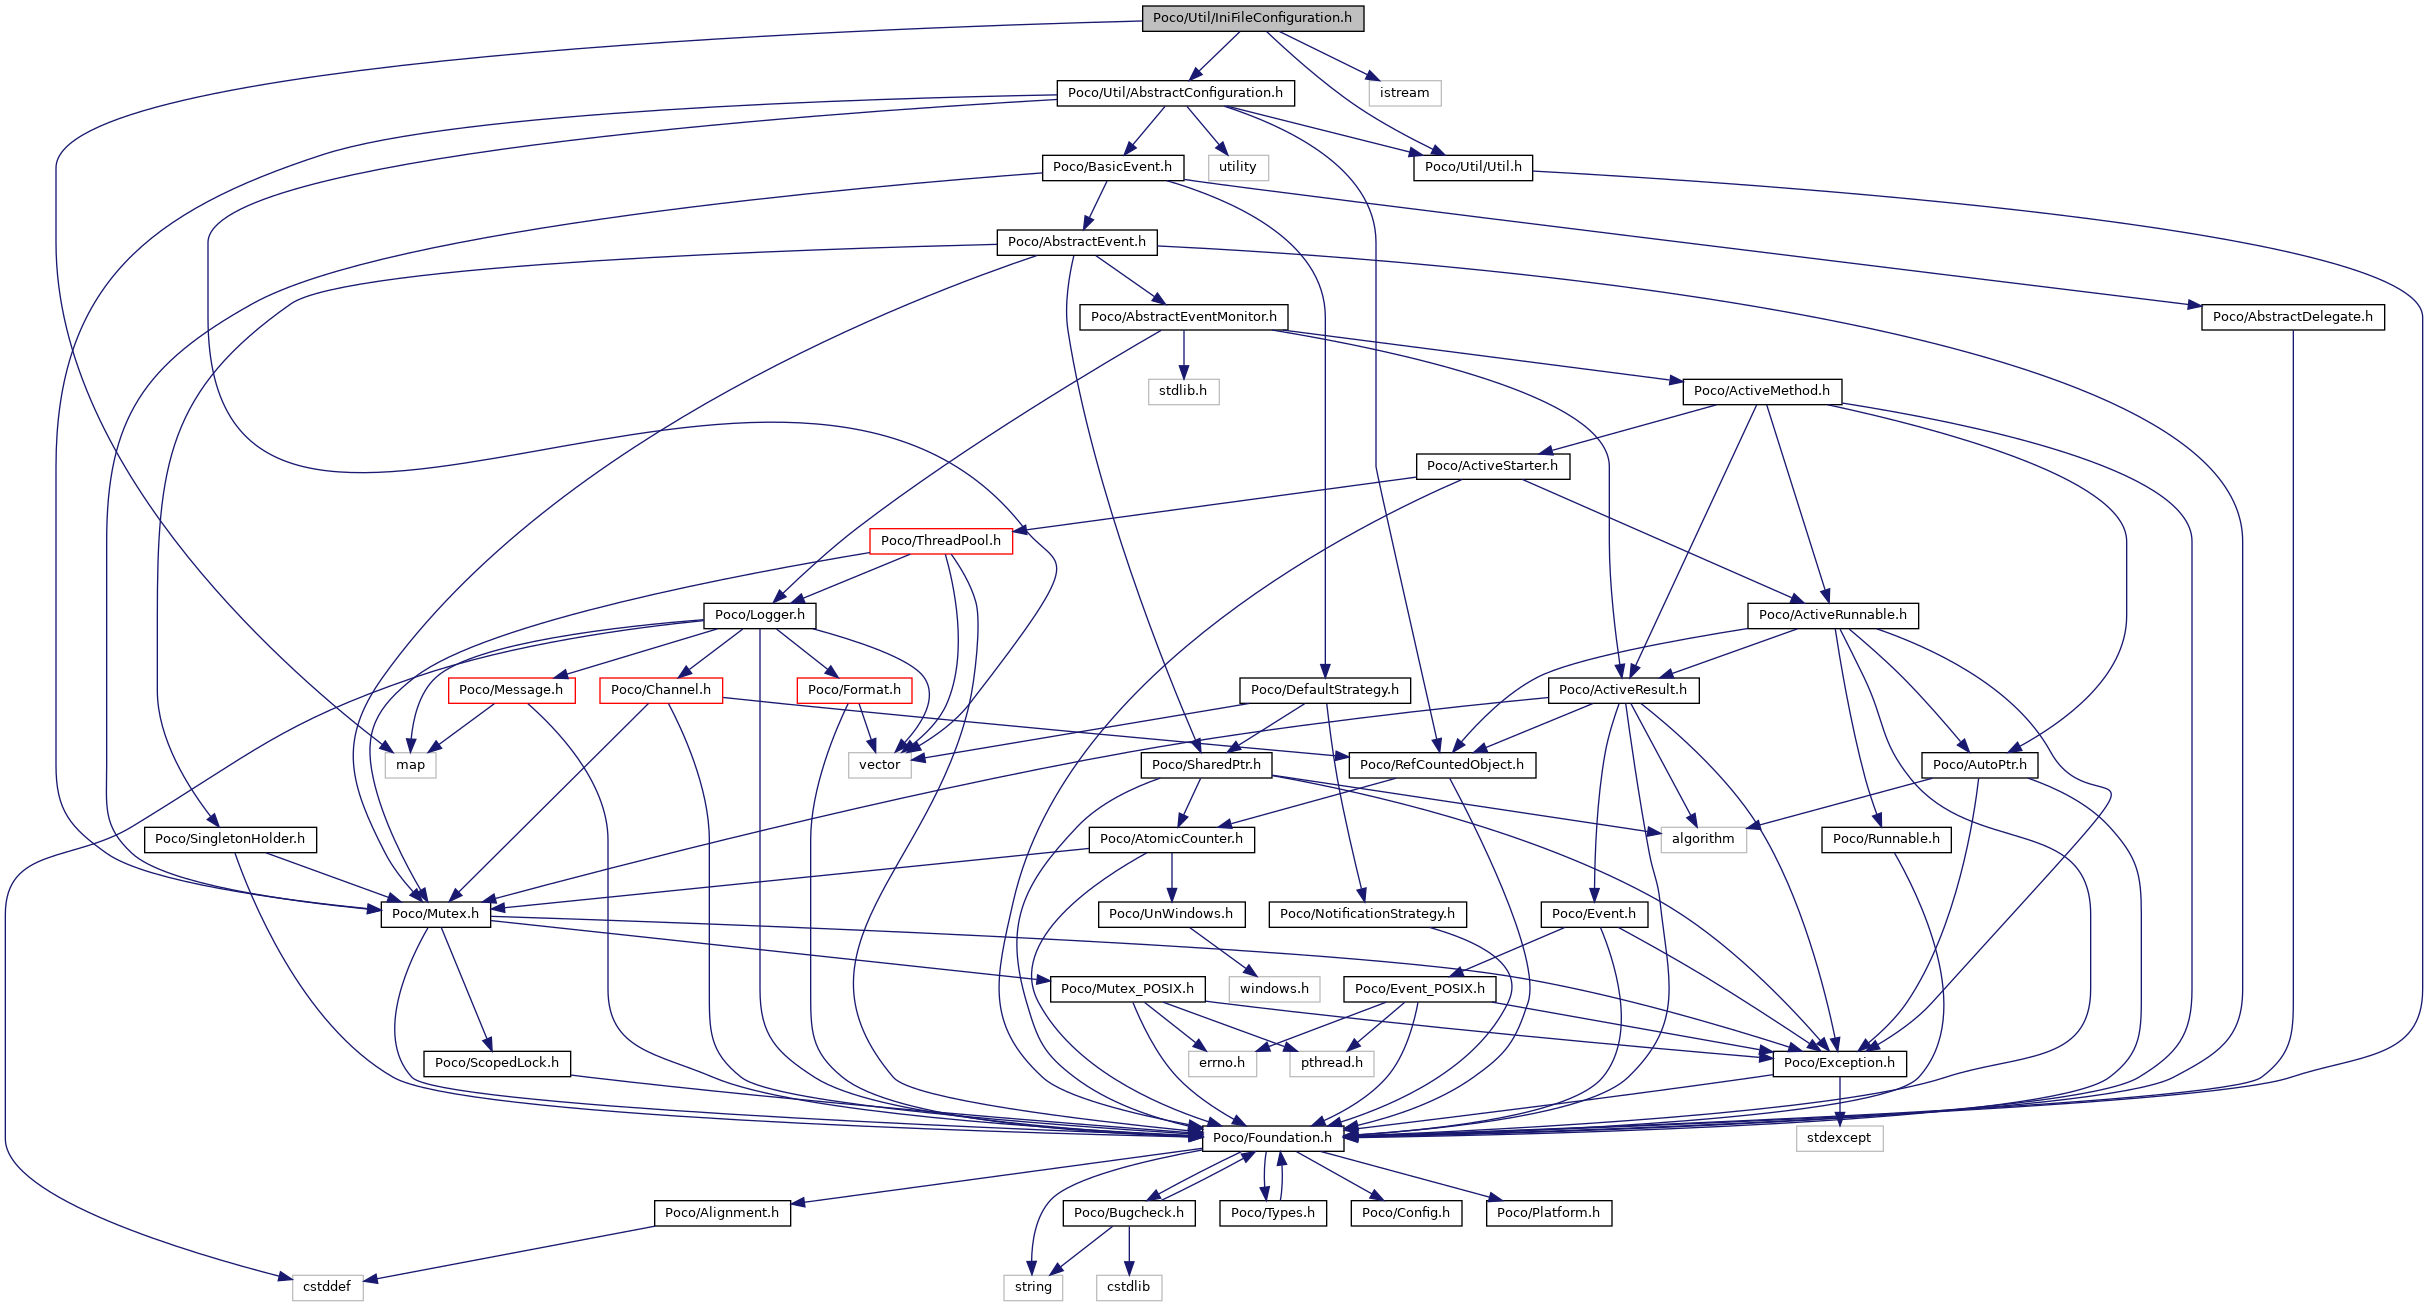 Poco/Util/IniFileConfiguration.h
Poco/Util/AbstractConfiguration.h
istream
Poco/BasicEvent.h
utility
Poco/Util/Util.h
Poco/AbstractEvent.h
Poco/AbstractEventMonitor.h
Poco/AbstractDelegate.h
stdlib.h
Poco/ActiveMethod.h
Poco/ActiveStarter.h
Poco/ThreadPool.h
Poco/Logger.h
Poco/ActiveRunnable.h
Poco/Message.h
Poco/Channel.h
Poco/Format.h
Poco/DefaultStrategy.h
Poco/ActiveResult.h
map
vector
Poco/SharedPtr.h
Poco/RefCountedObject.h
Poco/AutoPtr.h
Poco/SingletonHolder.h
Poco/AtomicCounter.h
algorithm
Poco/Runnable.h
Poco/Mutex.h
Poco/UnWindows.h
Poco/NotificationStrategy.h
Poco/Event.h
Poco/Mutex_POSIX.h
windows.h
Poco/Event_POSIX.h
Poco/ScopedLock.h
errno.h
pthread.h
Poco/Exception.h
Poco/Foundation.h
stdexcept
Poco/Alignment.h
Poco/Bugcheck.h
Poco/Types.h
Poco/Config.h
Poco/Platform.h
cstddef
string
cstdlib